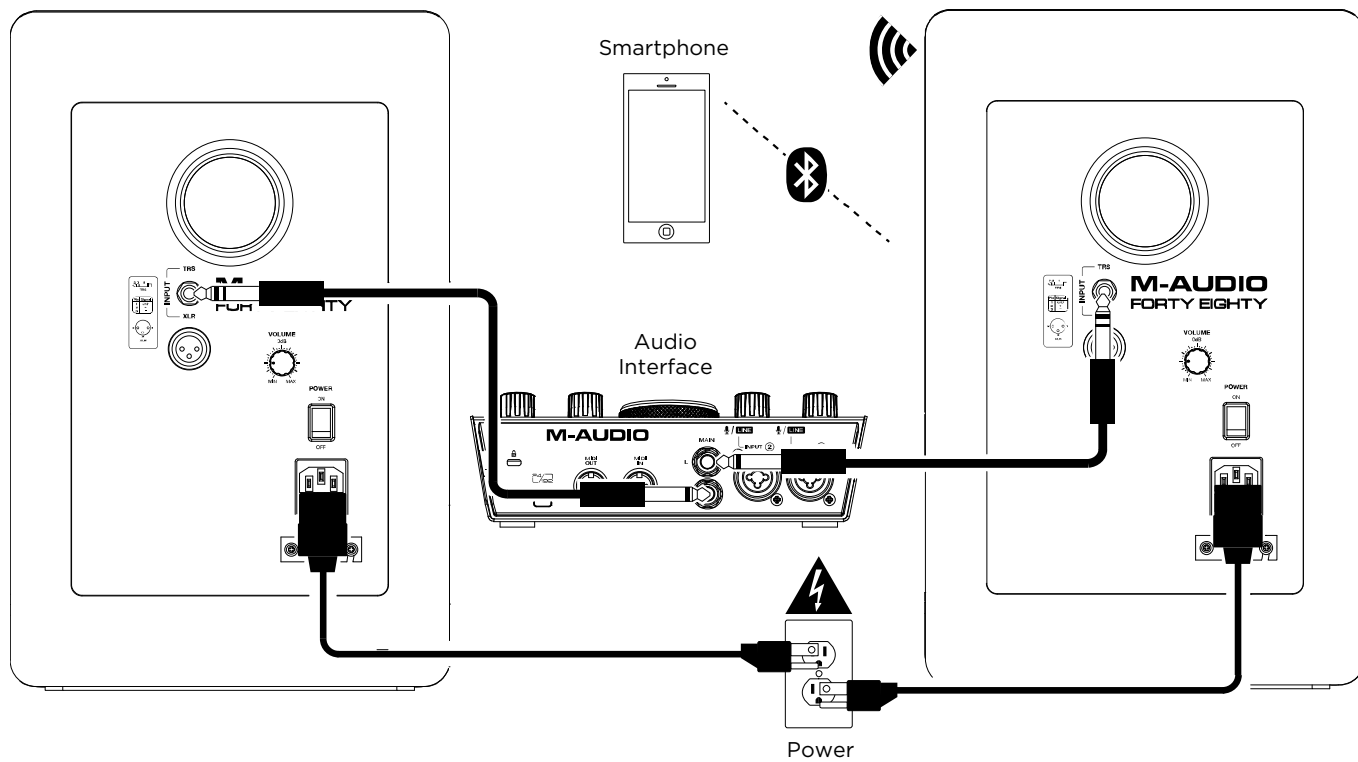 Smartphone
TRS
INPUT
XLR
VOLUME
0dB
MIN MAX
POWER
ON
OFF
Audio
Interface
M-AUDIO
MIDI
OUT
MIDI
IN
MAIN
L
LINE
LINE
INPUT 2
TRS
INPUT
M-AUDIO
FORTY EIGHTY
VOLUME
0dB
MIN MAX
POWER
ON
OFF
Power